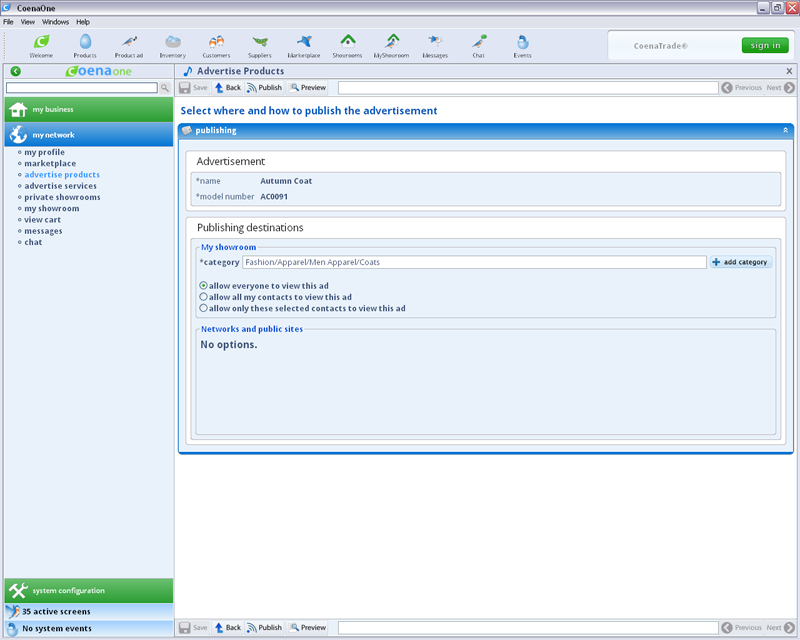 CoenaOne
File View Windows Help
Welcome Products Product ad Inventory Customers Suppliers Marketplace Showrooms MyShowroom Messages Chat Events
CoenaTrade® sign in
Coenaone
Advertise Products X
Save Back Publish Preview Previous Next
my business
my network
my profile
marketplace
advertise products
advertise services
private showrooms
my showroom
view cart
messages
chat
Select where and how to publish the advertisement
publishing
Advertisement
*name Autumn Coat
*model number AC0091
Publishing destinations
My showroom
*category Fashion/Apparel/Men Apparel/Coats add category
allow everyone to view this ad
allow all my contacts to view this ad
allow only these selected contacts to view this ad
Networks and public sites
No options.
system configuration
35 active screens
No system events
Save Back Publish Preview Previous Next